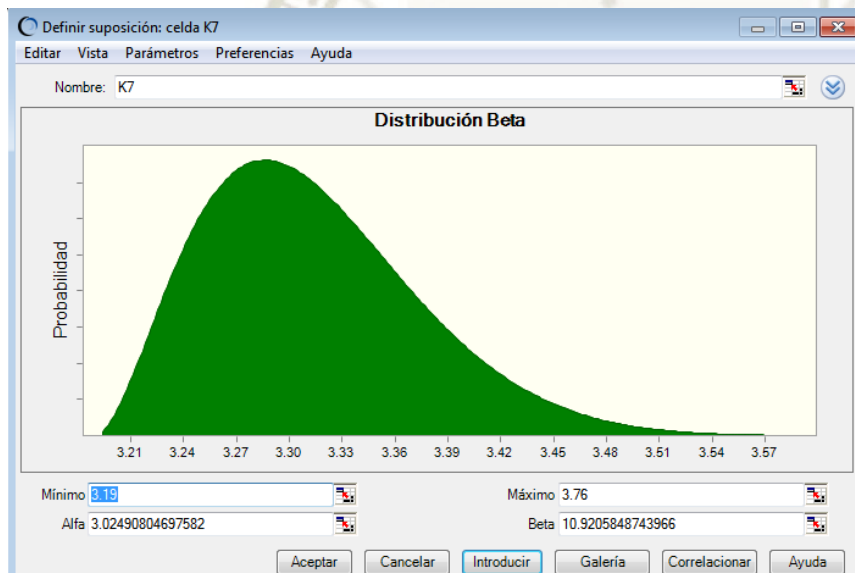 Definir suposición: celda K7
Editar Vista Parámetros Preferencias Ayuda
Nombre: K7
Distribución Beta
Probabilidad
3.21 3.24 3.27 3.30 3.33 3.36 3.39 3.42 3.45 3.48 3.51 3.54 3.57
Mínimo 3.19 Máximo 3.76
Alfa 3.02490804697582 Beta 10.9205848743966
Aceptar Cancelar Introducir Galería Correlacionar Ayuda